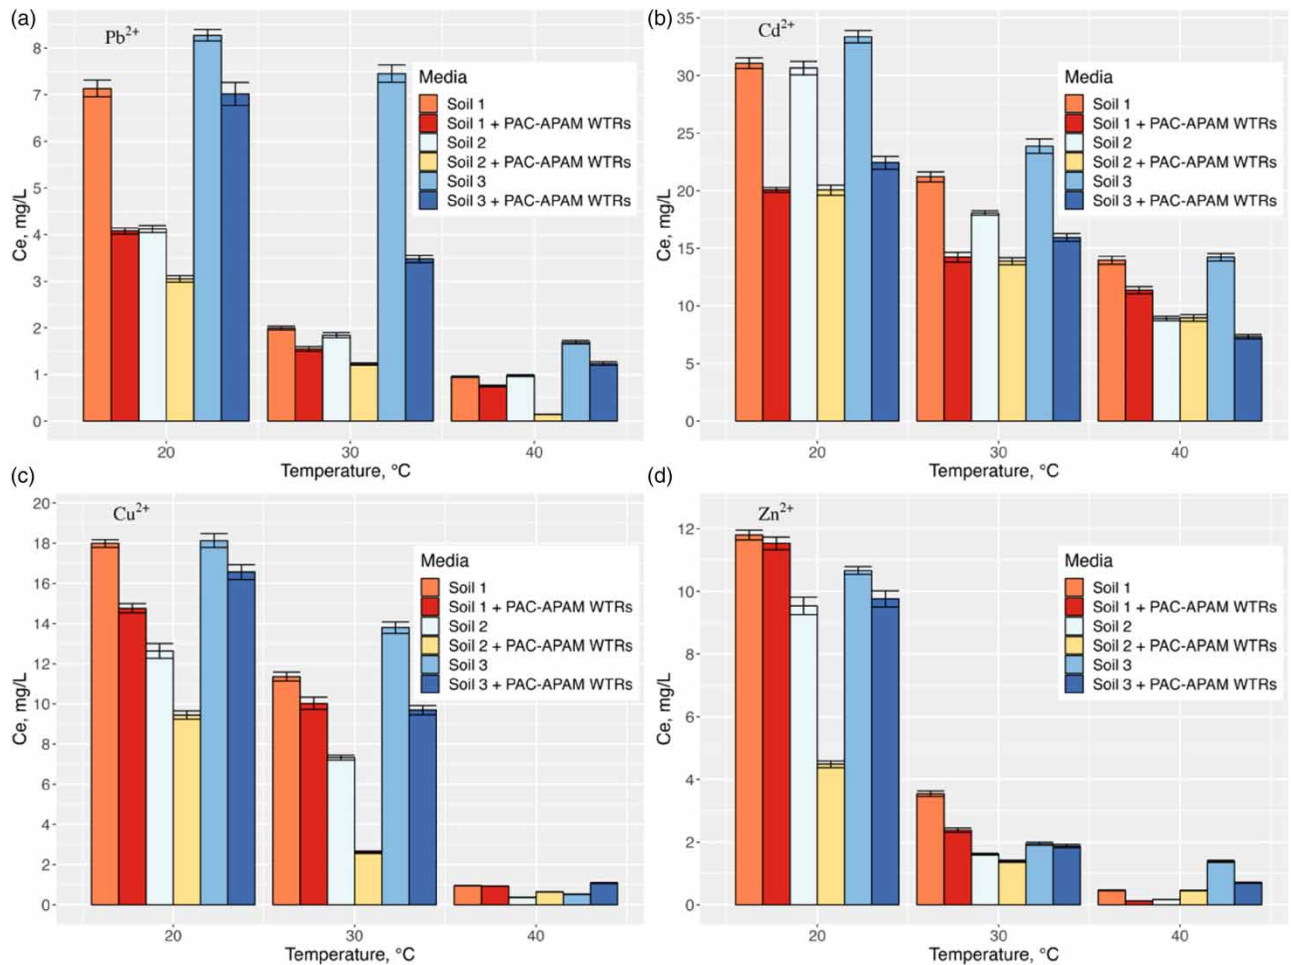 (a)
Pb2+
8
7
6
5
4
3
2
1
0
Ce, mg/L
20
30
40
Temperature, °C
Media
Soil 1
Soil 1 + PAC-APAM WTRs
Soil 2
Soil 2 + PAC-APAM WTRs
Soil 3
Soil 3 + PAC-APAM WTRs
(b)
Cd2+
35
30
25
20
15
10
5
0
Ce, mg/L
20
30
40
Temperature, °C
Media
Soil 1
Soil 1 + PAC-APAM WTRs
Soil 2
Soil 2 + PAC-APAM WTRs
Soil 3
Soil 3 + PAC-APAM WTRs
(c)
Cu2+
20
18
16
14
12
10
8
6
4
2
0
Ce, mg/L
20
30
40
Temperature, °C
Media
Soil 1
Soil 1 + PAC-APAM WTRs
Soil 2
Soil 2 + PAC-APAM WTRs
Soil 3
Soil 3 + PAC-APAM WTRs
(d)
Zn2+
12
10
8
6
4
2
0
Ce, mg/L
20
30
40
Temperature, °C
Media
Soil 1
Soil 1 + PAC-APAM WTRs
Soil 2
Soil 2 + PAC-APAM WTRs
Soil 3
Soil 3 + PAC-APAM WTRs